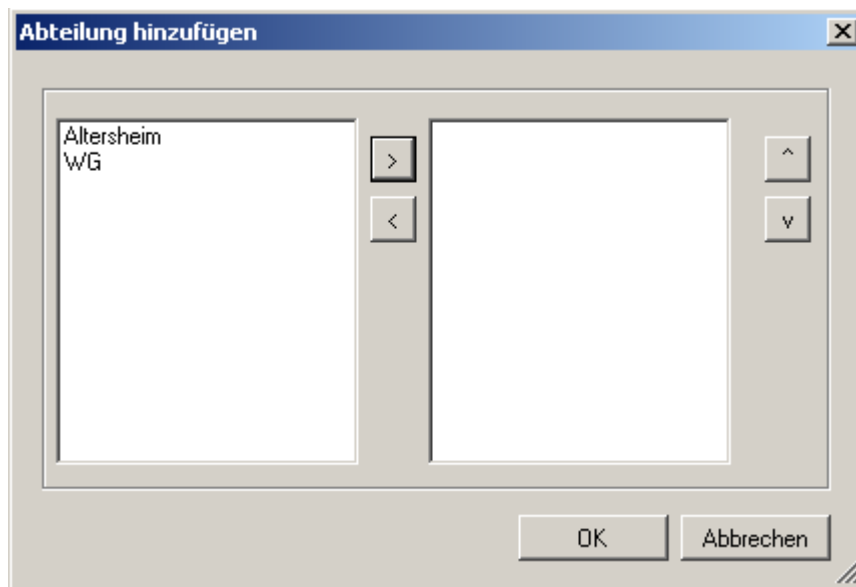 Abteilung hinzufügen
Altersheim
WG
>
<
^
v
OK
Abbrechen